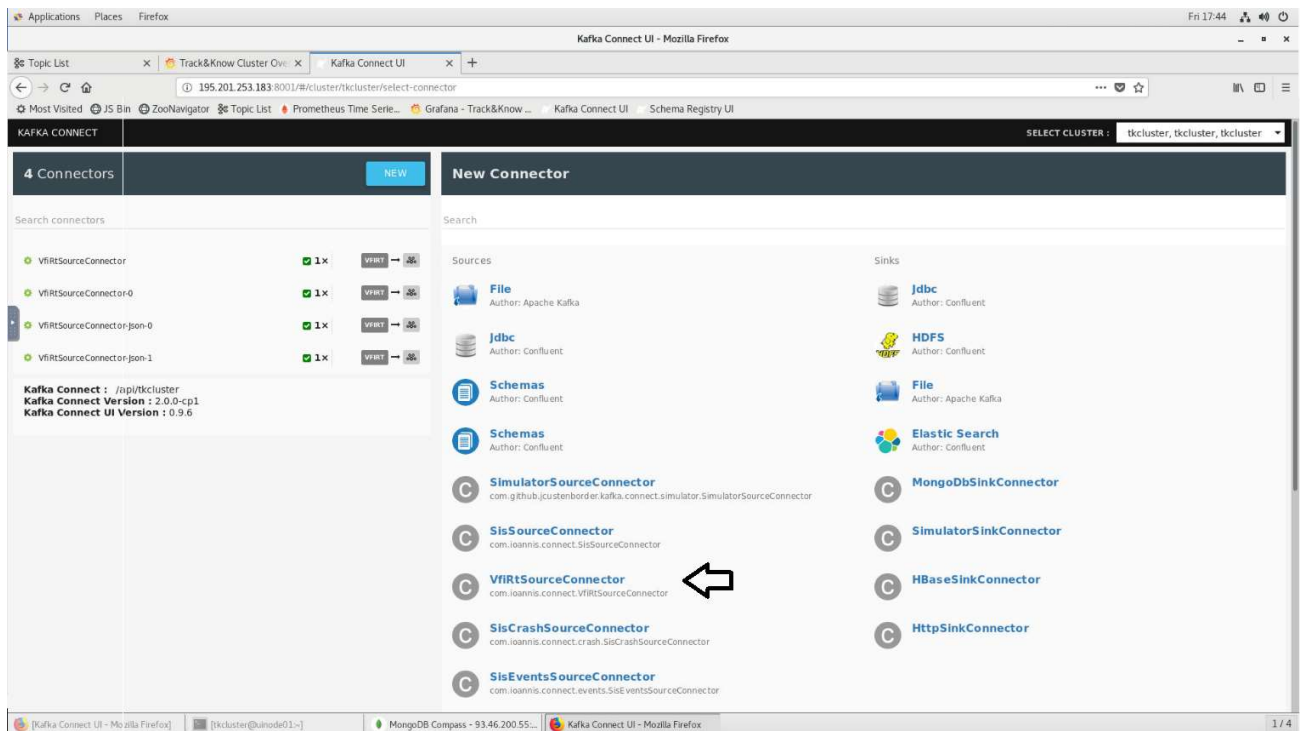 Applications Places Firefox Fri 17:44
Kafka Connect UI - Mozilla Firefox
Topic List Track&Know Cluster Ove Kafka Connect UI
195.201.253.183:8001/#/cluster/tkcluster/select-connector
Most Visited JS Bin ZooNavigator Topic List Prometheus Time Serie... Grafana - Track&Know ... Kafka Connect UI Schema Registry UI
KAFKA CONNECT SELECT CLUSTER : tkcluster, tkcluster, tkcluster
4 Connectors NEW
Search connectors
VfiRtSourceConnector 1x VFIRT
VfiRtSourceConnector-0 1x VFIRT
VfiRtSourceConnector-Json-0 1x VFIRT
VfiRtSourceConnector-Json-1 1x VFIRT
Kafka Connect : /api/tkcluster
Kafka Connect Version : 2.0.0-cp1
Kafka Connect UI Version : 0.9.6
New Connector
Search
Sources
File
Author: Apache Kafka
Jdbc
Author: Confluent
Schemas
Author: Confluent
Schemas
Author: Confluent
C SimulatorSourceConnector
com.github.jcustenborder.kafka.connect.simulator.SimulatorSourceConnector
C SisSourceConnector
com.ioannis.connect.SisSourceConnector
C VfiRtSourceConnector
com.ioannis.connect.VfiRtSourceConnector
C SisCrashSourceConnector
com.ioannis.connect.crash.SisCrashSourceConnector
C SisEventsSourceConnector
com.ioannis.connect.events.SisEventsSourceConnector
Sinks
Jdbc
Author: Confluent
HDFS
Author: Confluent
File
Author: Apache Kafka
Elastic Search
Author: Confluent
C MongoDbSinkConnector
C SimulatorSinkConnector
C HBaseSinkConnector
C HttpSinkConnector
[Kafka Connect UI - Mozilla Firefox] [tkcluster@uinode01:~] MongoDB Compass - 93.46.200.55:... Kafka Connect UI - Mozilla Firefox 1 / 4